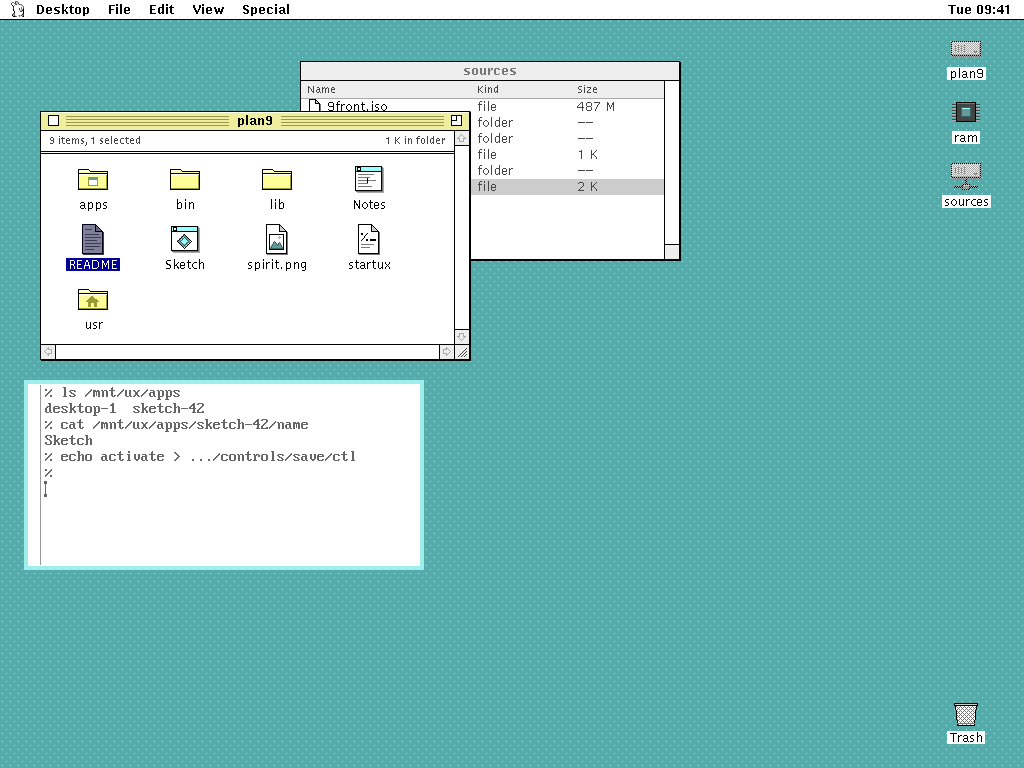 Desktop File Edit View Special Tue 09:41
plan9
ram
sources
sources
Name Kind Size
9front.iso file 487 M
folder --
folder --
file 1 K
folder --
file 2 K
plan9
9 items, 1 selected 1 K in folder
apps bin lib Notes
README Sketch spirit.png startux
usr
% ls /mnt/ux/apps
desktop-1 sketch-42
% cat /mnt/ux/apps/sketch-42/name
Sketch
% echo activate > .../controls/save/ctl
%
Trash